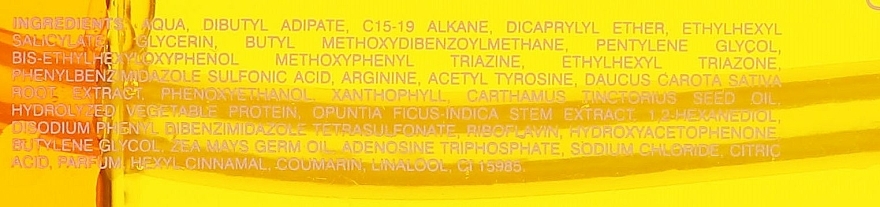 INGREDIENTS: AQUA, DIBUTYL ADIPATE, C15-19 ALKANE, DICAPRYLYL ETHER, ETHYLHEXYL
SALICYLATE, GLYCERIN, BUTYL METHOXYDIBENZOYLMETHANE, PENTYLENE GLYCOL,
BIS-ETHYLHEXYLOXYPHENOL METHOXYPHENYL TRIAZINE, ETHYLHEXYL TRIAZONE,
PHENYLBENZIMIDAZOLE SULFONIC ACID, ARGININE, ACETYL TYROSINE, DAUCUS CAROTA SATIVA
ROOT EXTRACT, PHENOXYETHANOL, XANTHOPHYLL, CARTHAMUS TINCTORIUS SEED OIL,
HYDROLYZED VEGETABLE PROTEIN, OPUNTIA FICUS-INDICA STEM EXTRACT, 1,2-HEXANEDIOL,
DISODIUM PHENYL DIBENZIMIDAZOLE TETRASULFONATE, RIBOFLAVIN, HYDROXYACETOPHENONE,
BUTYLENE GLYCOL, ZEA MAYS GERM OIL, ADENOSINE TRIPHOSPHATE, SODIUM CHLORIDE, CITRIC
ACID, PARFUM, HEXYL CINNAMAL, COUMARIN, LINALOOL, CI 15985.